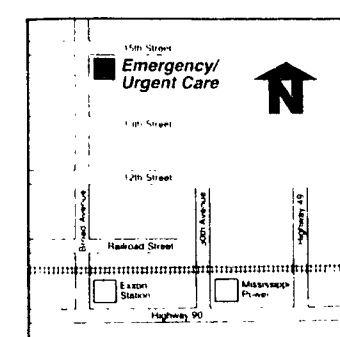 15th Street
Emergency/
Urgent Care
N
12th Street
Broad Avenue
30th Avenue
Highway 49
Railroad Street
Exxon
Station
Mississippi
Power
Highway 90